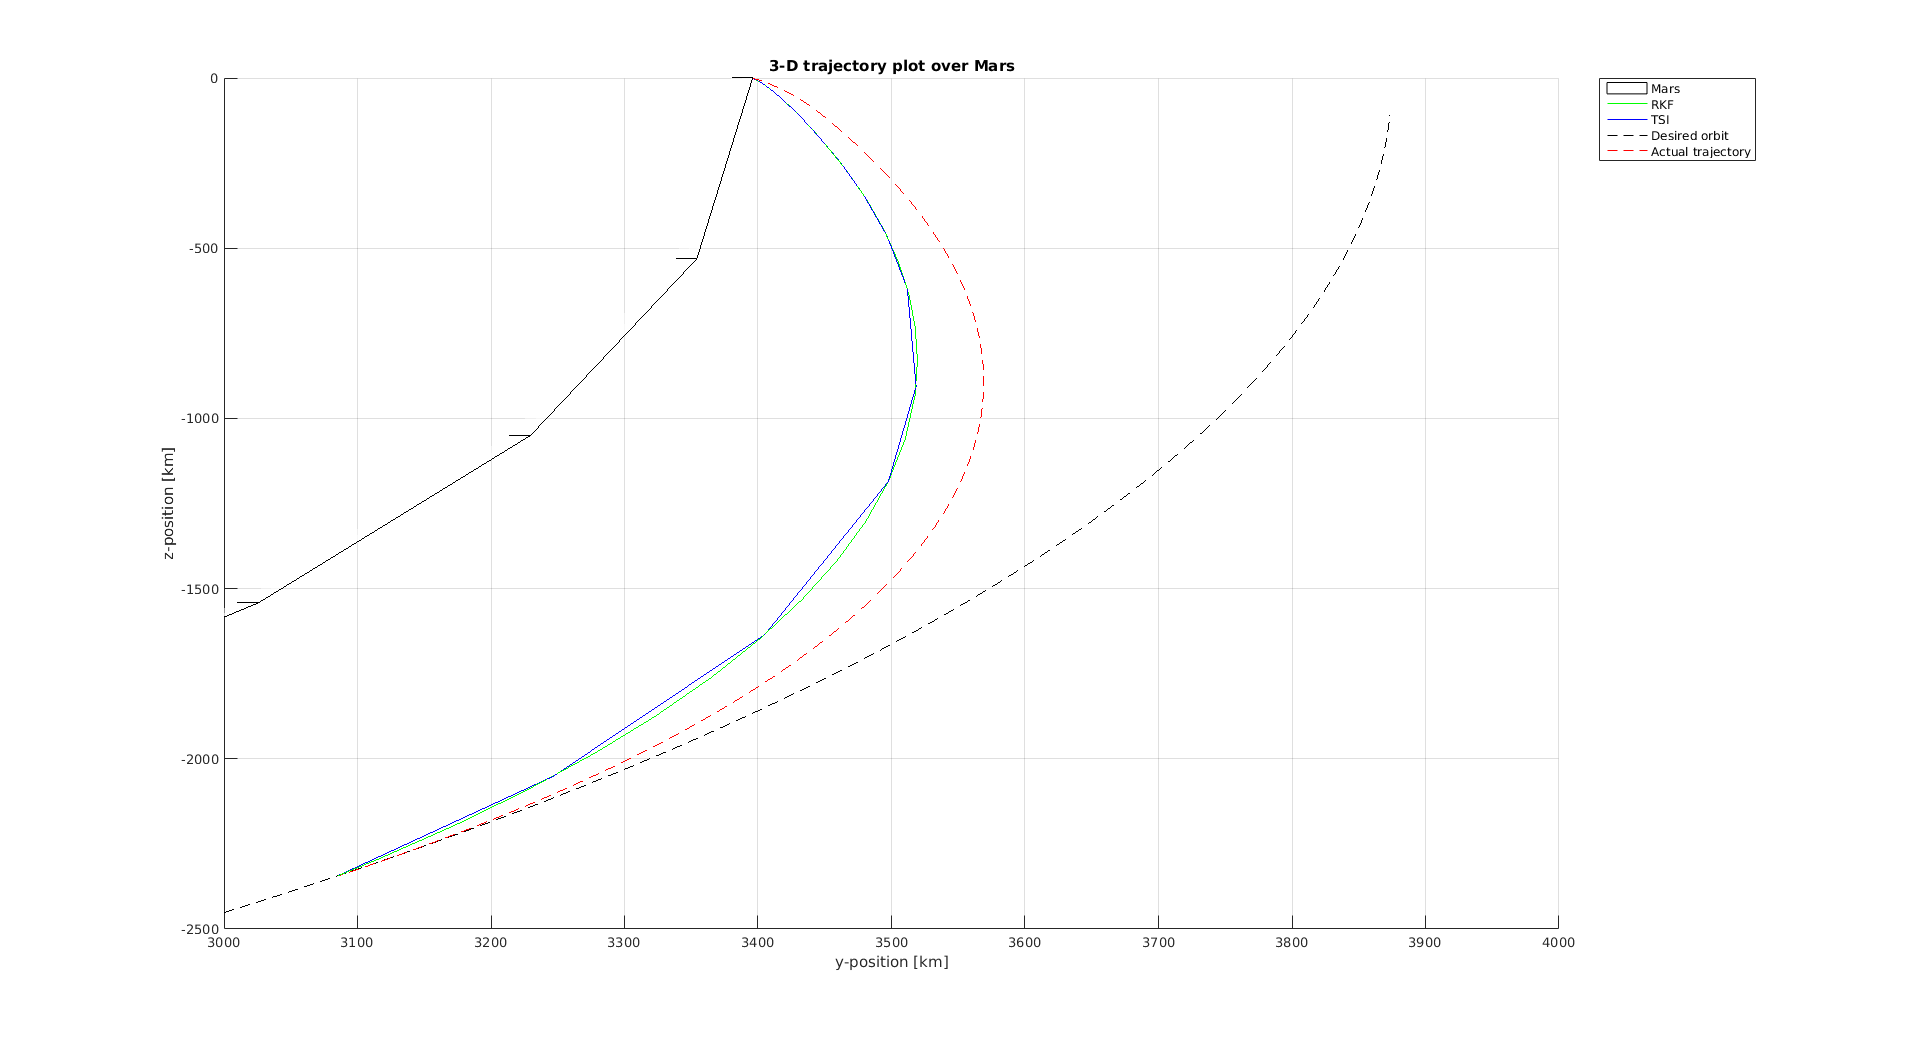 3-D trajectory plot over Mars
Mars
RKF
TSI
Desired orbit
Actual trajectory
0
-500
-1000
-1500
-2000
-2500
z-position [km]
3000 3100 3200 3300 3400 3500 3600 3700 3800 3900 4000
y-position [km]